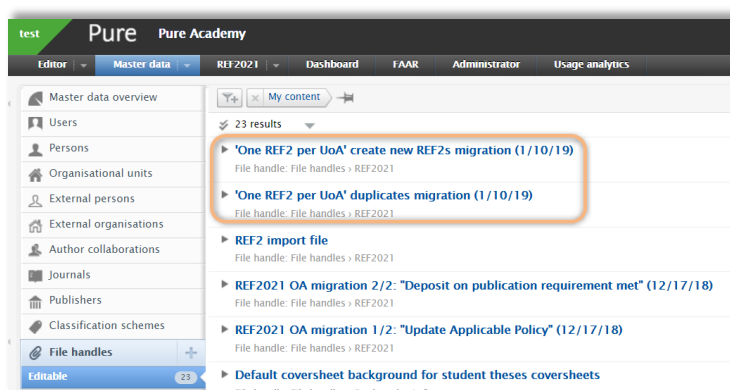 test
Pure Pure Academy
Editor Master data REF2021 Dashboard FAAR Administrator Usage analytics
Master data overview
Users
Persons
Organisational units
External persons
External organisations
Author collaborations
Journals
Publishers
Classification schemes
File handles +
Editable 23
My content
23 results
'One REF2 per UoA' create new REF2s migration (1/10/19)
File handle: File handles › REF2021
'One REF2 per UoA' duplicates migration (1/10/19)
File handle: File handles › REF2021
REF2 import file
File handle: File handles › REF2021
REF2021 OA migration 2/2: "Deposit on publication requirement met" (12/17/18)
File handle: File handles › REF2021
REF2021 OA migration 1/2: "Update Applicable Policy" (12/17/18)
File handle: File handles › REF2021
Default coversheet background for student theses coversheets